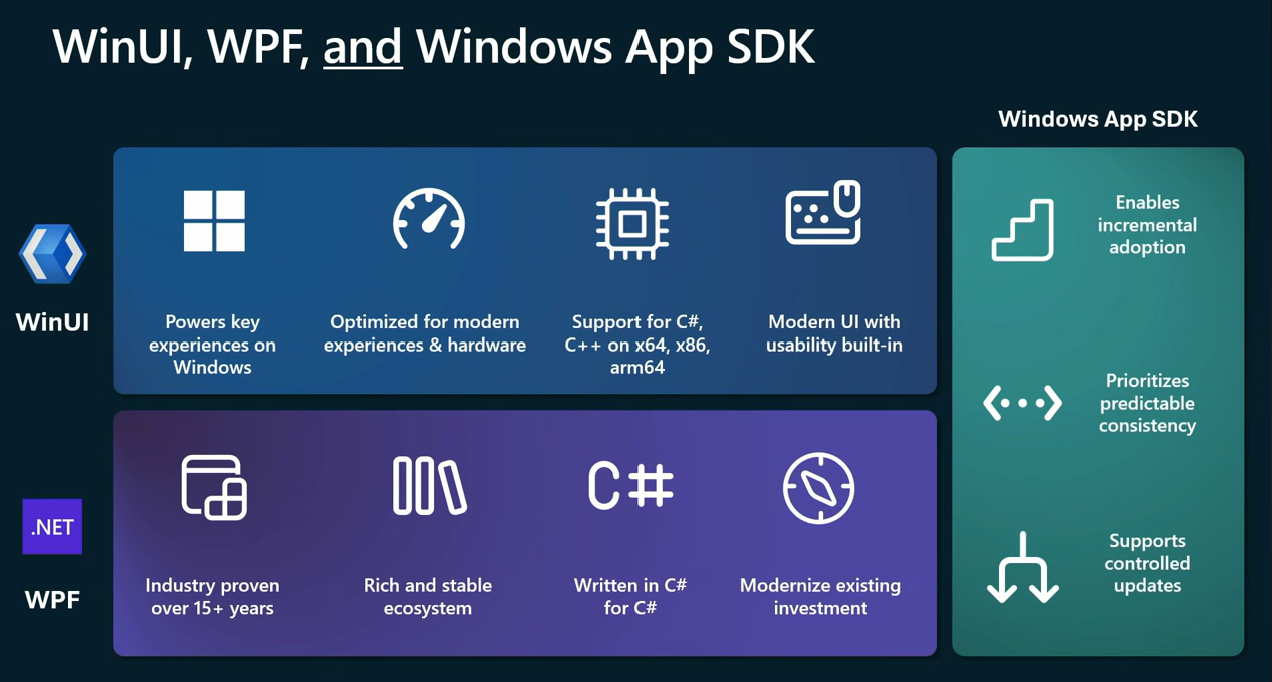 WinUI, WPF, and Windows App SDK
Windows App SDK
WinUI
Powers key
experiences on
Windows
Optimized for modern
experiences & hardware
Support for C#,
C++ on x64, x86,
arm64
Modern UI with
usability built-in
.NET
WPF
Industry proven
over 15+ years
Rich and stable
ecosystem
C#
Written in C#
for C#
Modernize existing
investment
Enables
incremental
adoption
Prioritizes
predictable
consistency
Supports
controlled
updates